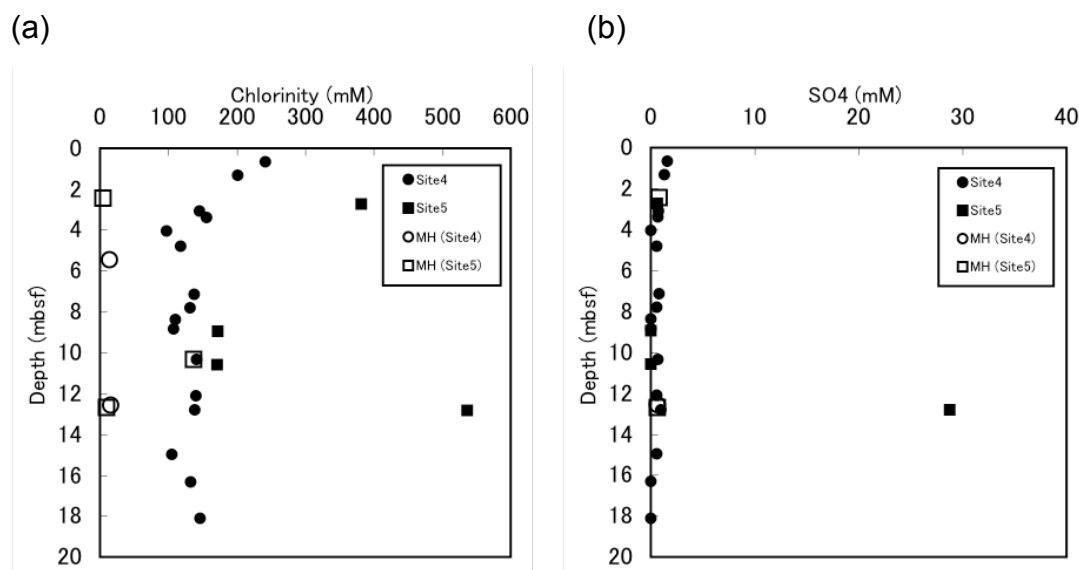 (a)
Chlorinity (mM)
0 100 200 300 400 500 600
0
2
4
6
8
10
12
14
16
18
20
Depth (mbsf)
Site4
Site5
MH (Site4)
MH (Site5)
(b)
SO4 (mM)
0 10 20 30 40
0
2
4
6
8
10
12
14
16
18
20
Depth (mbsf)
Site4
Site5
MH (Site4)
MH (Site5)